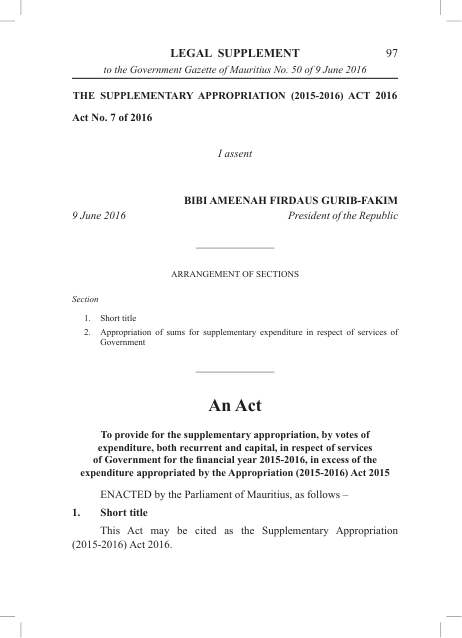 LEGAL SUPPLEMENT 97
to the Government Gazette of Mauritius No. 50 of 9 June 2016
THE SUPPLEMENTARY APPROPRIATION (2015-2016) ACT 2016
Act No. 7 of 2016
I assent
BIBI AMEENAH FIRDAUS GURIB-FAKIM
9 June 2016 President of the Republic
ARRANGEMENT OF SECTIONS
Section
1. Short title
2. Appropriation of sums for supplementary expenditure in respect of services of
Government
An Act
To provide for the supplementary appropriation, by votes of
expenditure, both recurrent and capital, in respect of services
of Government for the financial year 2015-2016, in excess of the
expenditure appropriated by the Appropriation (2015-2016) Act 2015
ENACTED by the Parliament of Mauritius, as follows –
1. Short title
This Act may be cited as the Supplementary Appropriation
(2015-2016) Act 2016.